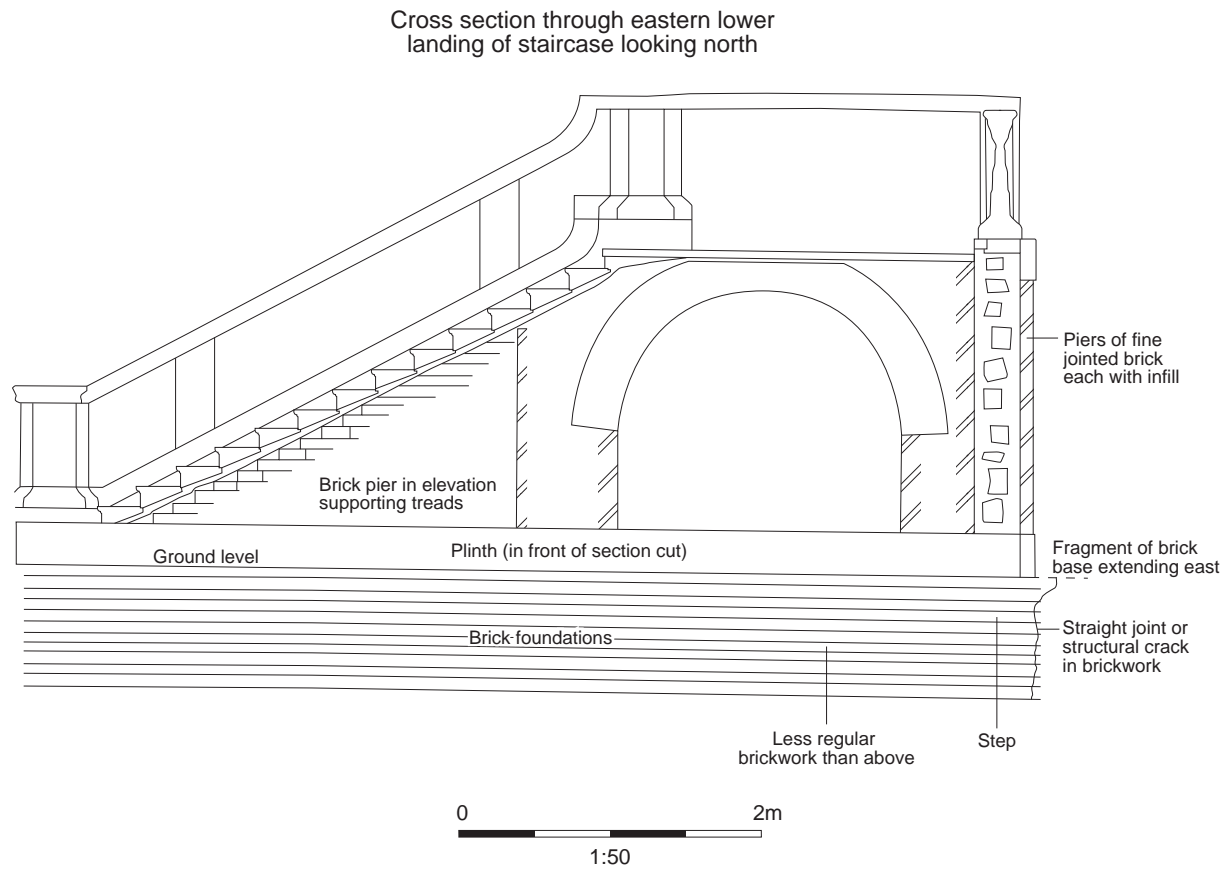 Cross section through eastern lower
landing of staircase looking north
Piers of fine
jointed brick
each with infill
Brick pier in elevation
supporting treads
Ground level
Plinth (in front of section cut)
Fragment of brick
base extending east
Brick foundations
Straight joint or
structural crack
in brickwork
Less regular
brickwork than above
Step
0 2m
1:50